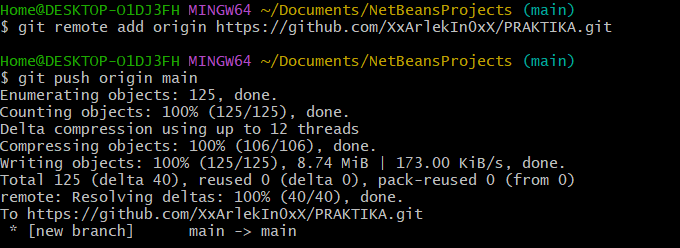 Home@DESKTOP-O1DJ3FH MINGW64 ~/Documents/NetBeansProjects (main)
$ git remote add origin https://github.com/XxArlekIn0xX/PRAKTIKA.git
Home@DESKTOP-O1DJ3FH MINGW64 ~/Documents/NetBeansProjects (main)
$ git push origin main
Enumerating objects: 125, done.
Counting objects: 100% (125/125), done.
Delta compression using up to 12 threads
Compressing objects: 100% (106/106), done.
Writing objects: 100% (125/125), 8.74 MiB | 173.00 KiB/s, done.
Total 125 (delta 40), reused 0 (delta 0), pack-reused 0 (from 0)
remote: Resolving deltas: 100% (40/40), done.
To https://github.com/XxArlekIn0xX/PRAKTIKA.git
 * [new branch]      main -> main